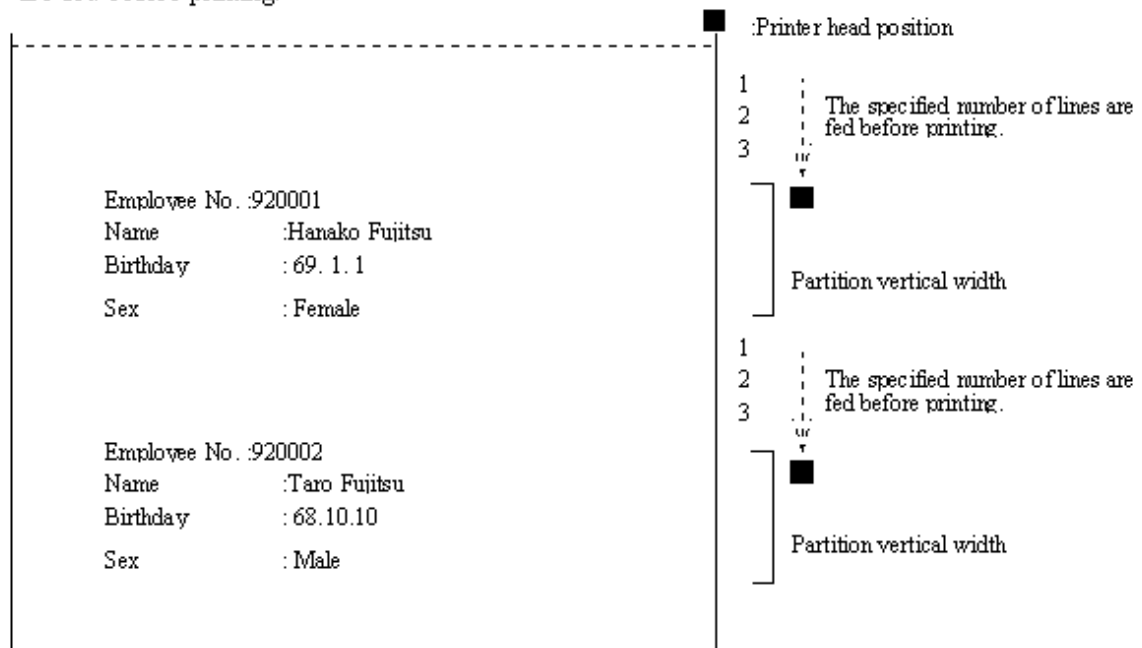 before printing
:Printer head position
1
2
3
The specified number of lines are
fed before printing.
Employee No. :920001
Name :Hanako Fujitsu
Birthday : 69. 1. 1
Sex : Female
Partition vertical width
1
2
3
The specified number of lines are
fed before printing.
Employee No. :920002
Name :Taro Fujitsu
Birthday : 68.10.10
Sex : Male
Partition vertical width